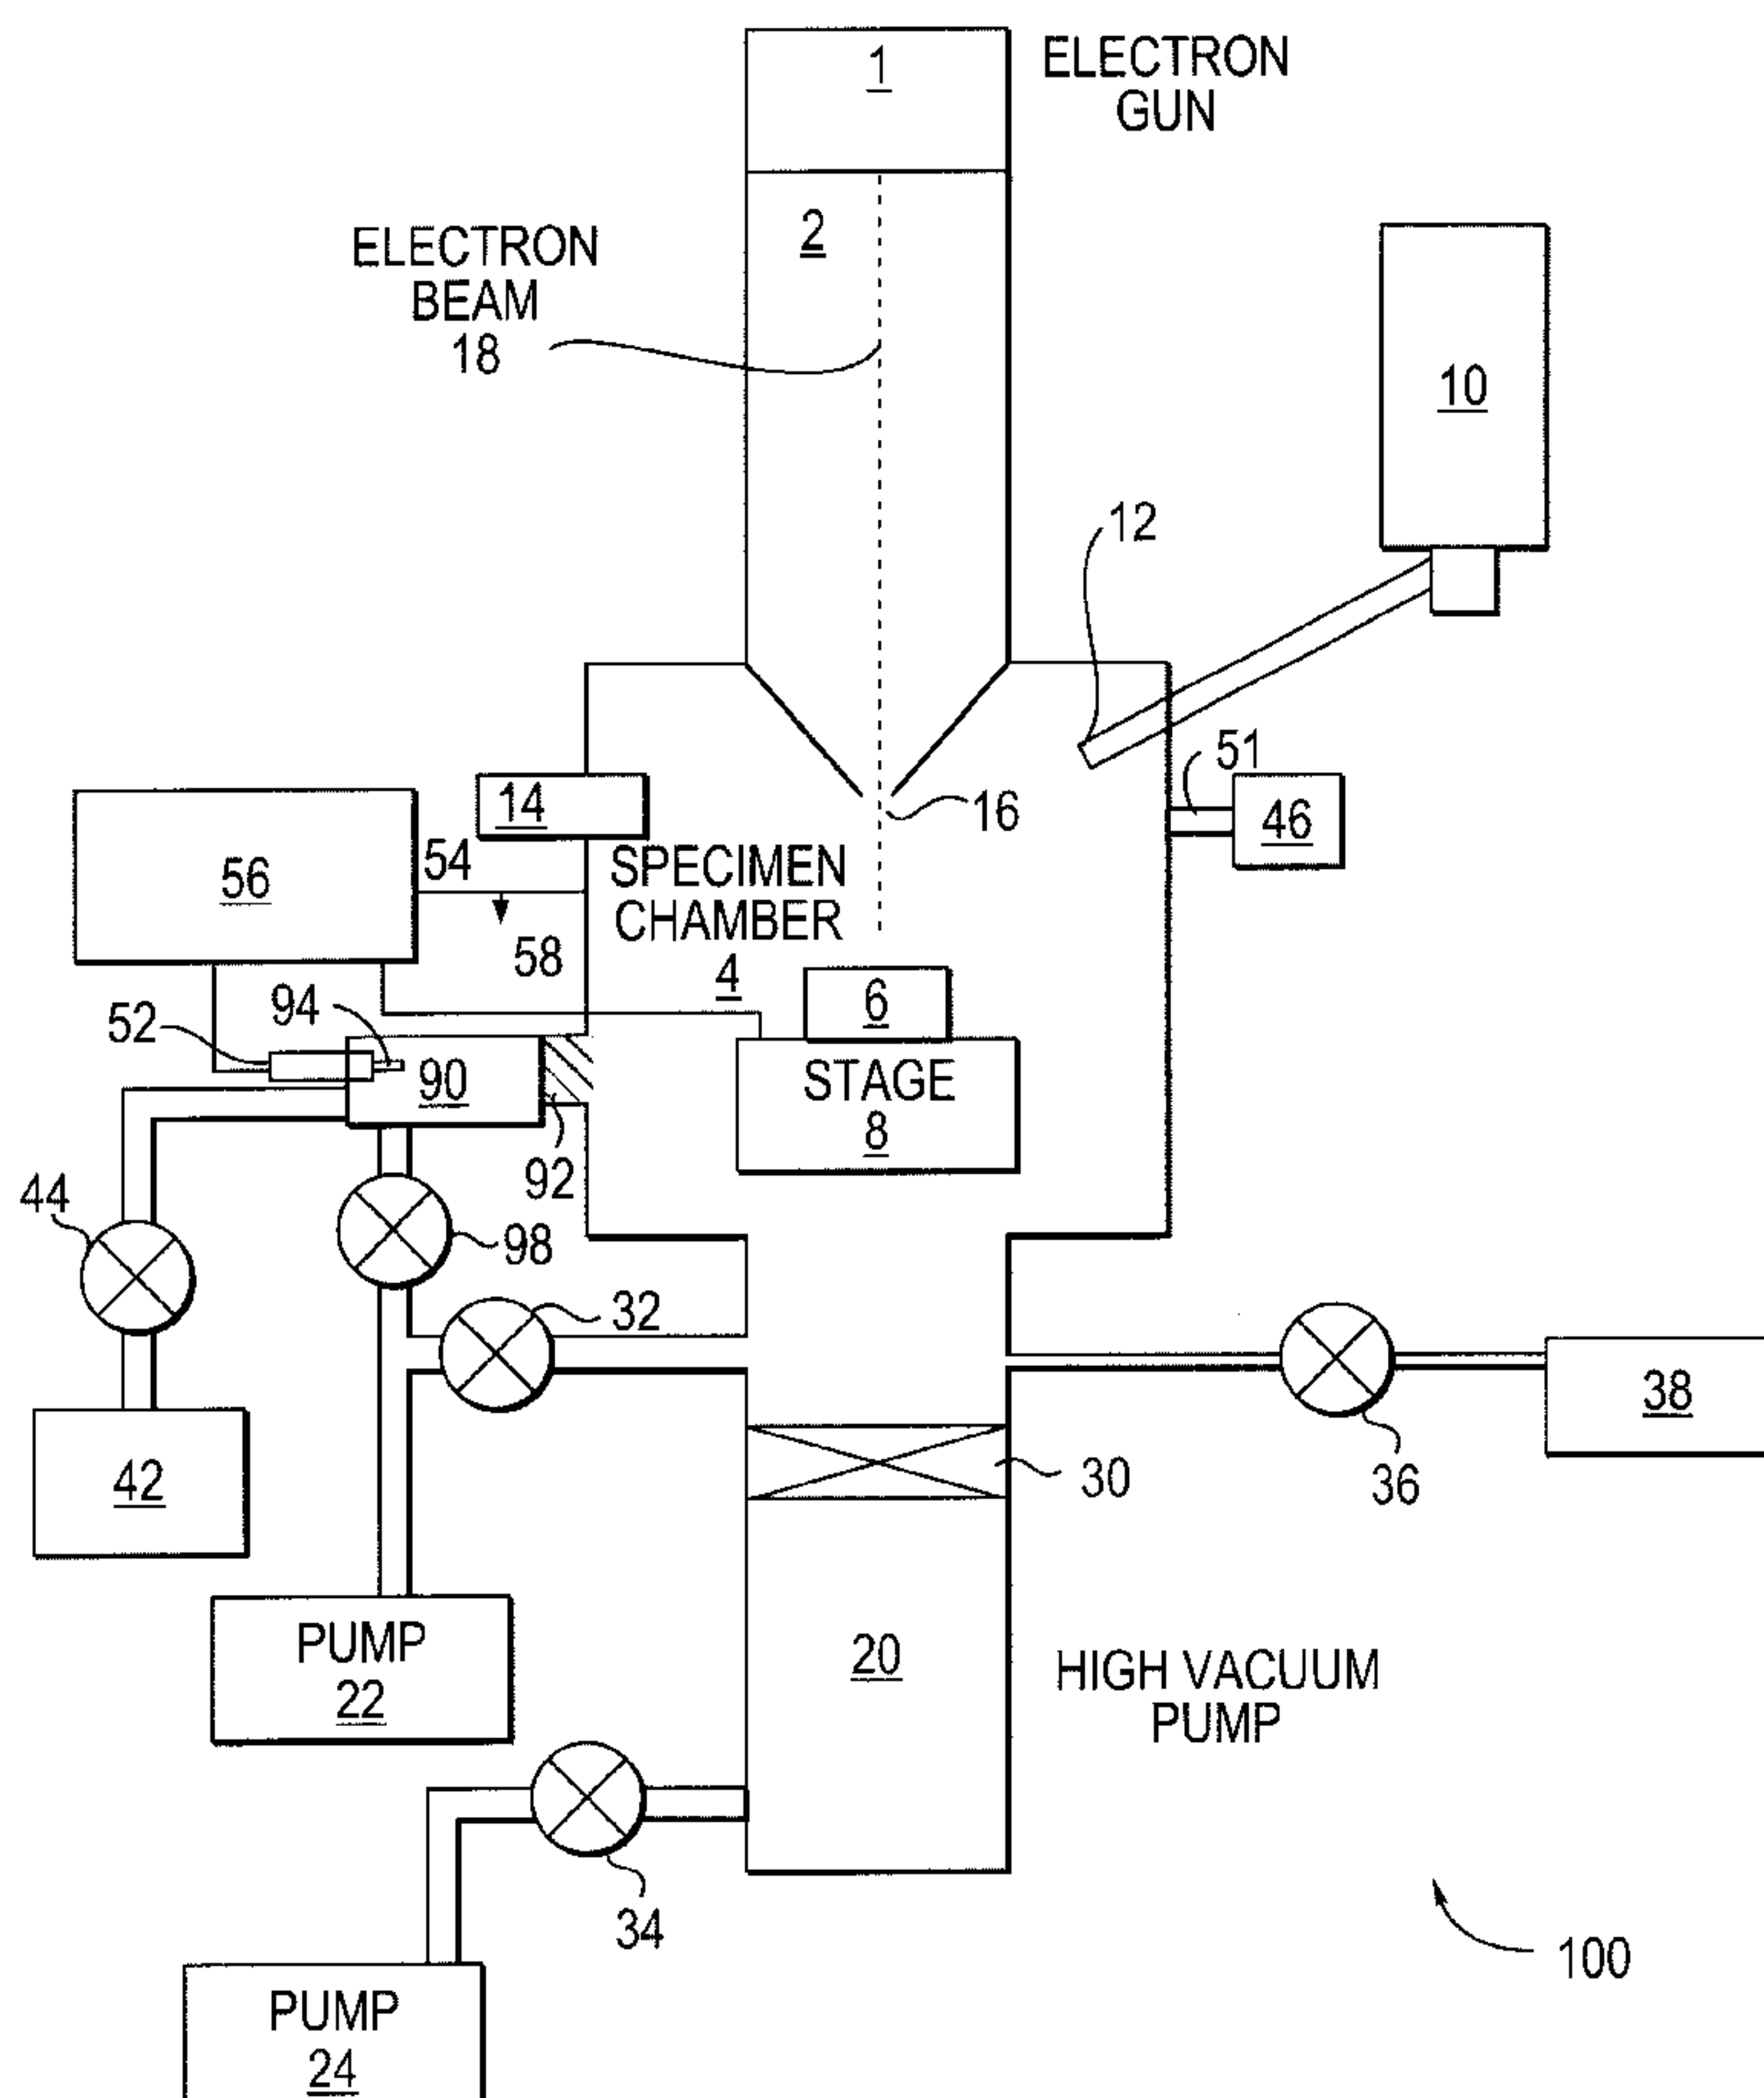 1
ELECTRON
GUN
2
ELECTRON
BEAM
18
10
12
51
14
16
46
54
56
SPECIMEN
CHAMBER
58
4
6
94
52
90
STAGE
8
92
44
98
32
38
42
30
36
PUMP
22
20
HIGH VACUUM
PUMP
34
100
PUMP
24